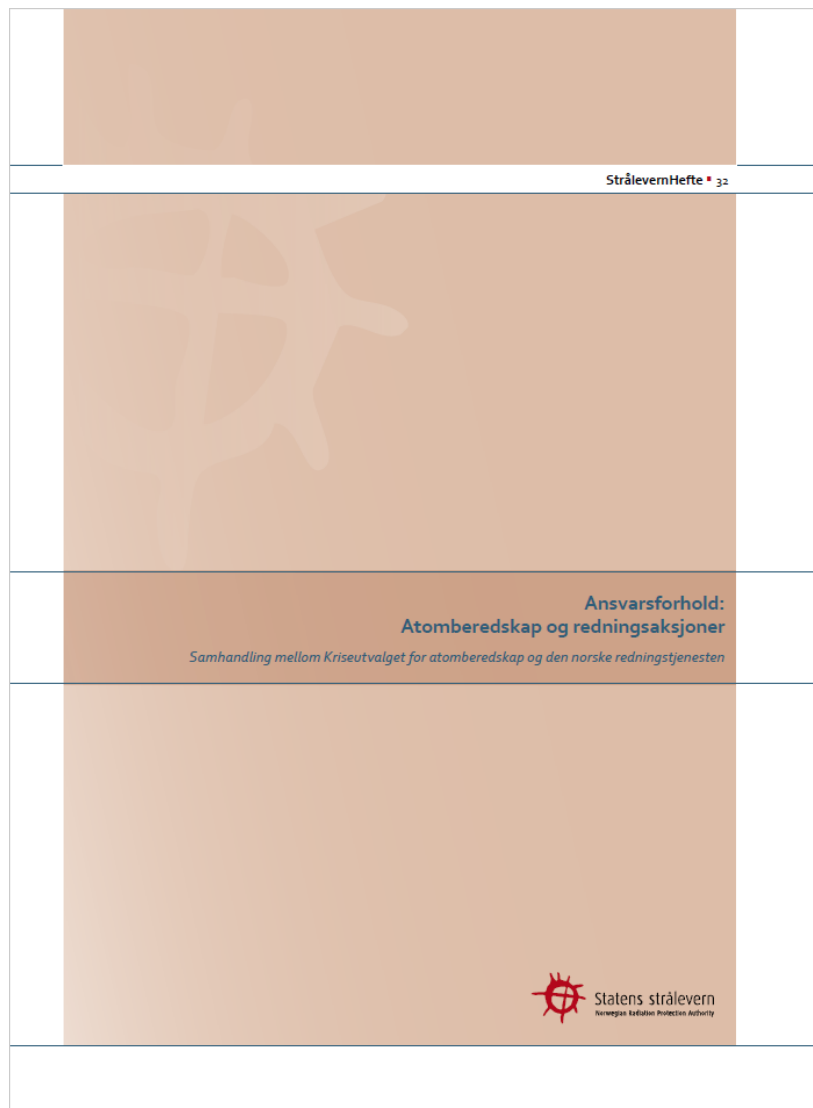 StrålevernHefte ▪ 32
Ansvarsforhold:
Atomberedskap og redningsaksjoner
Samhandling mellom Kriseutvalget for atomberedskap og den norske redningstjenesten
Statens strålevern
Norwegian Radiation Protection Authority